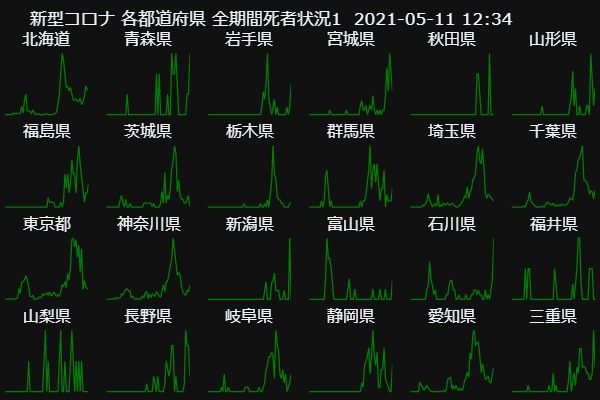 新型コロナ 各都道府県 全期間死者状況1 2021-05-11 12:34
北海道 青森県 岩手県 宮城県 秋田県 山形県
福島県 茨城県 栃木県 群馬県 埼玉県 千葉県
東京都 神奈川県 新潟県 富山県 石川県 福井県
山梨県 長野県 岐阜県 静岡県 愛知県 三重県